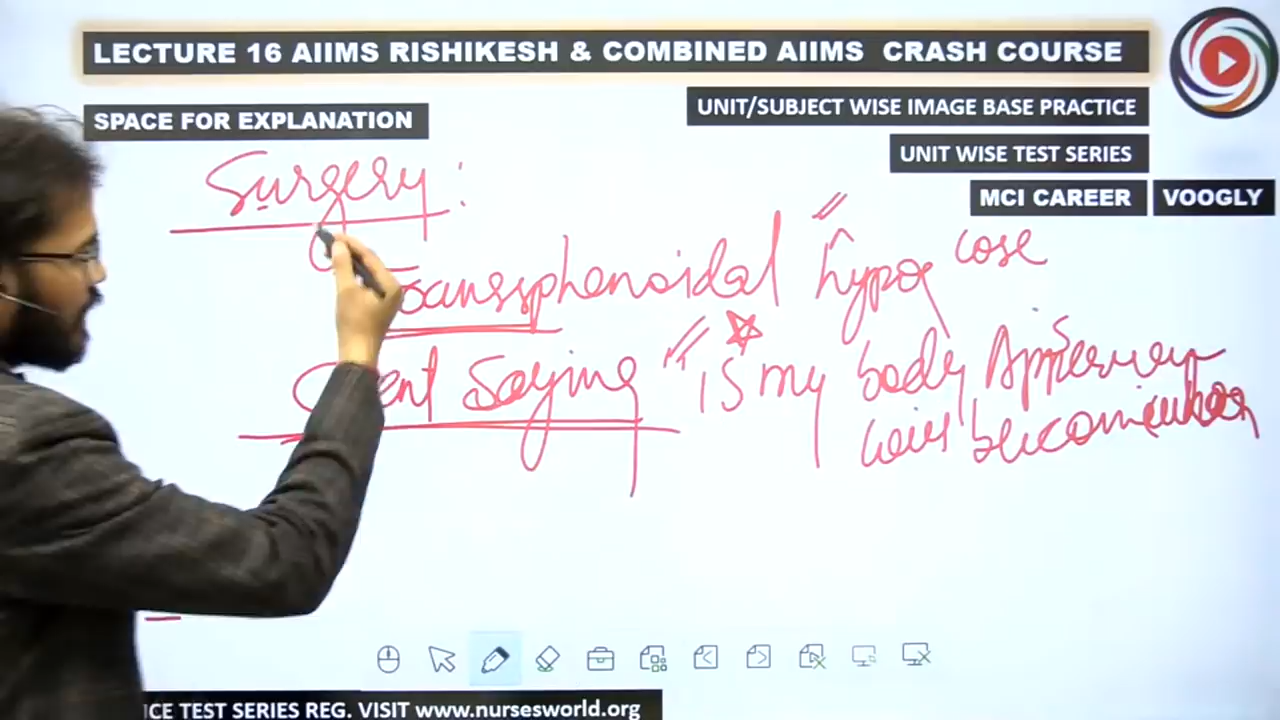 LECTURE 16 AIIMS RISHIKESH & COMBINED AIIMS CRASH COURSE
SPACE FOR EXPLANATION
UNIT/SUBJECT WISE IMAGE BASE PRACTICE
UNIT WISE TEST SERIES
MCI CAREER
VOOGLY
Surgery :
Transsphenoidal hypox
client saying " is my body
ICE TEST SERIES REG. VISIT www.nursesworld.org